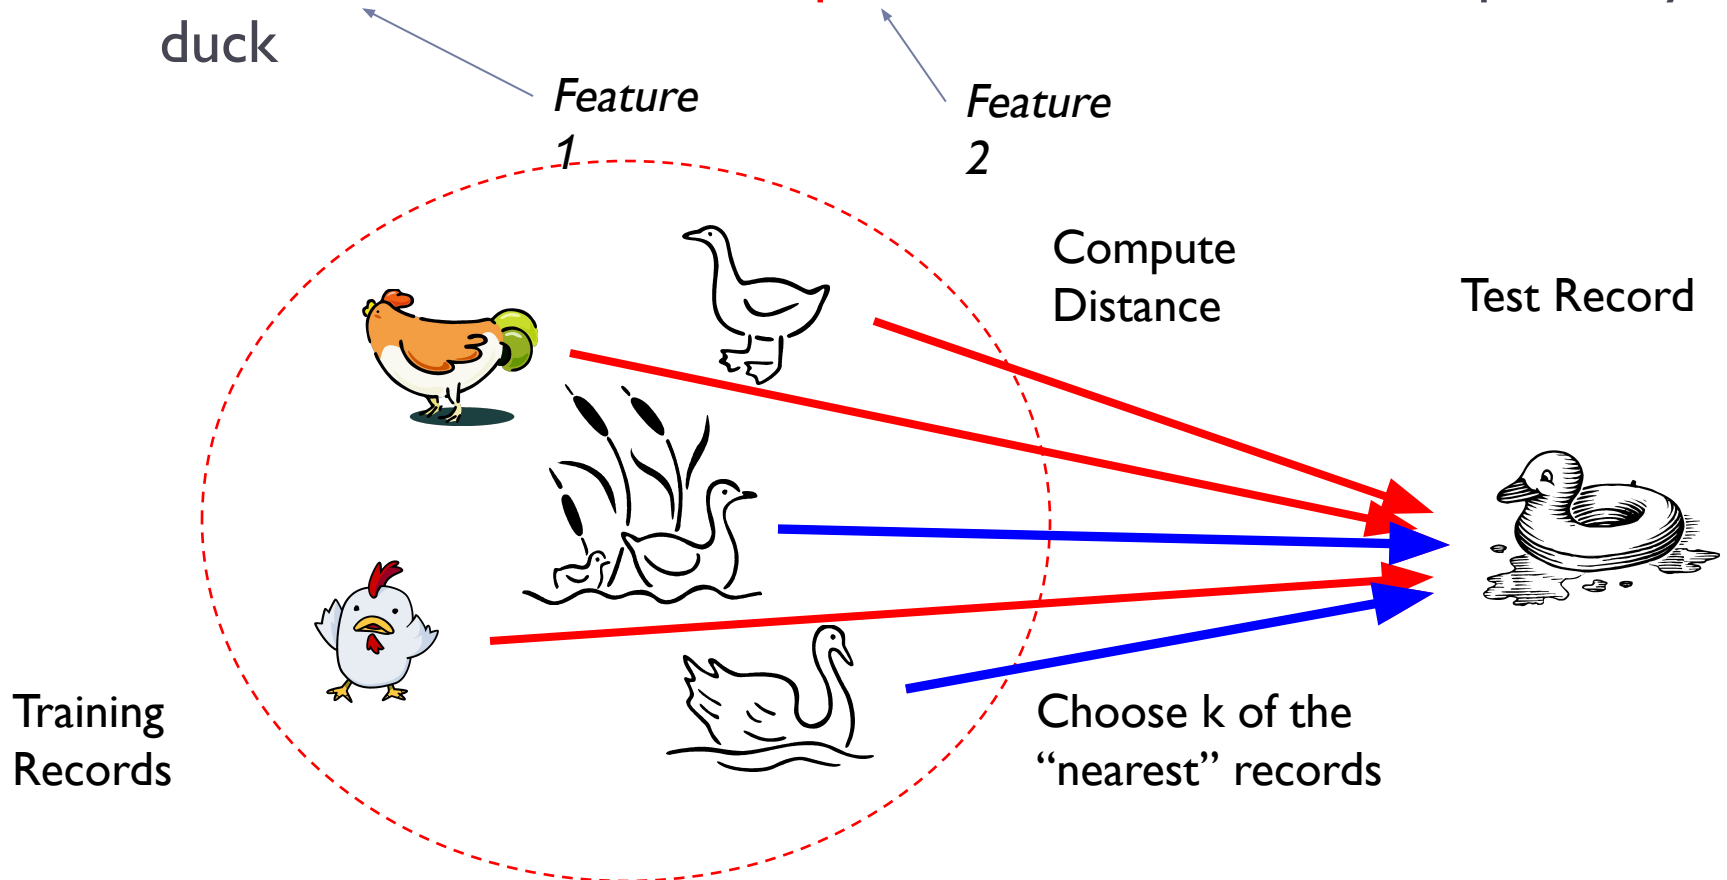 duck
Feature
1
Feature
2
Compute
Distance
Test Record
Training
Records
Choose k of the
“nearest” records